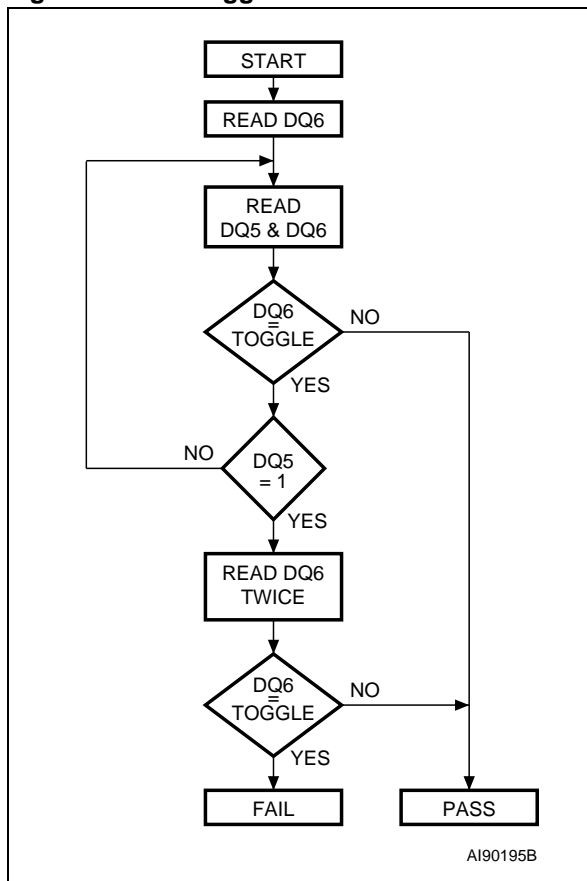 START
READ DQ6
READ
DQ5 & DQ6
DQ6
=
TOGGLE
NO
YES
NO
DQ5
= 1
YES
READ DQ6
TWICE
DQ6
=
TOGGLE
NO
YES
FAIL
PASS
AI90195B